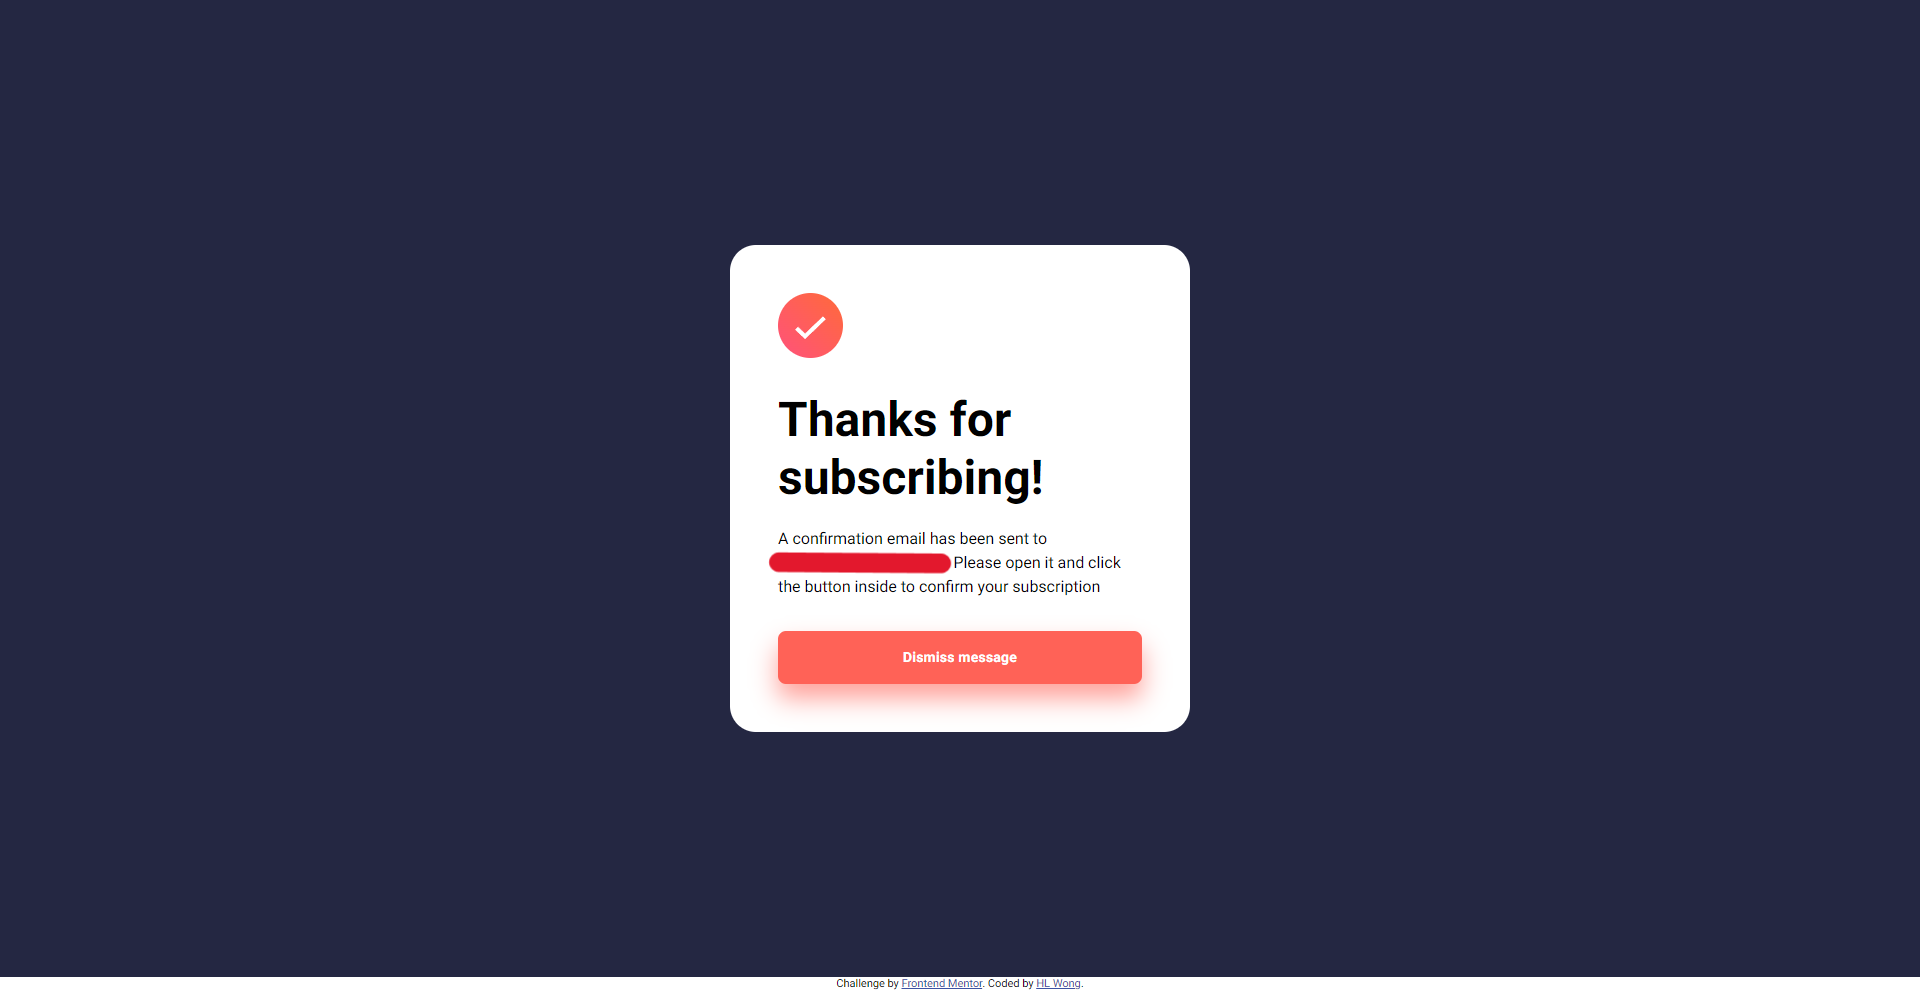 Thanks for
subscribing!
A confirmation email has been sent to
Please open it and click
the button inside to confirm your subscription
Dismiss message
Challenge by Frontend Mentor. Coded by HL Wong.